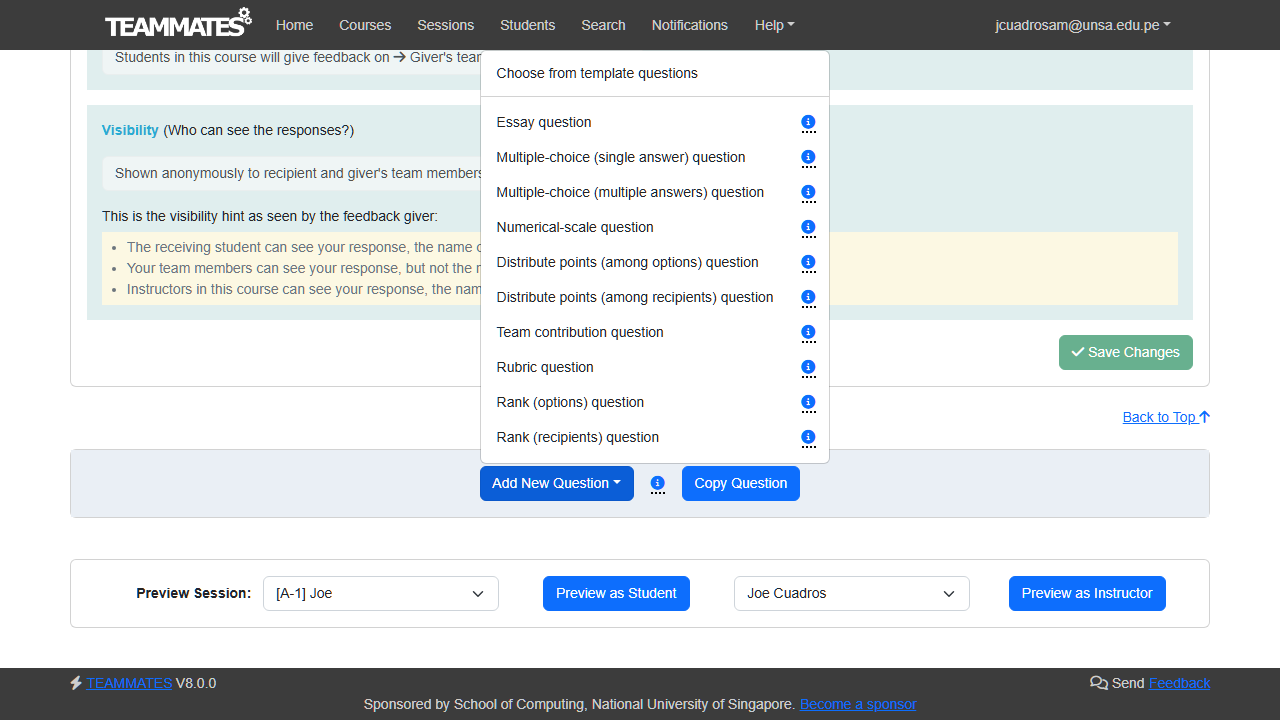 TEAMMATES Home Courses Sessions Students Search Notifications Help jcuadrosam@unsa.edu.pe
Students in this course will give feedback on → Giver's tean
Choose from template questions
Visibility (Who can see the responses?)
Essay question
Multiple-choice (single answer) question
Shown anonymously to recipient and giver's team members
Multiple-choice (multiple answers) question
This is the visibility hint as seen by the feedback giver:
Numerical-scale question
The receiving student can see your response, the name
Distribute points (among options) question
Your team members can see your response, but not the
Instructors in this course can see your response, the
Distribute points (among recipients) question
Team contribution question
Save Changes
Rubric question
Rank (options) question
Back to Top
Rank (recipients) question
Add New Question Copy Question
Preview Session: [A-1] Joe Preview as Student Joe Cuadros Preview as Instructor
TEAMMATES V8.0.0 Send Feedback
Sponsored by School of Computing, National University of Singapore. Become a sponsor